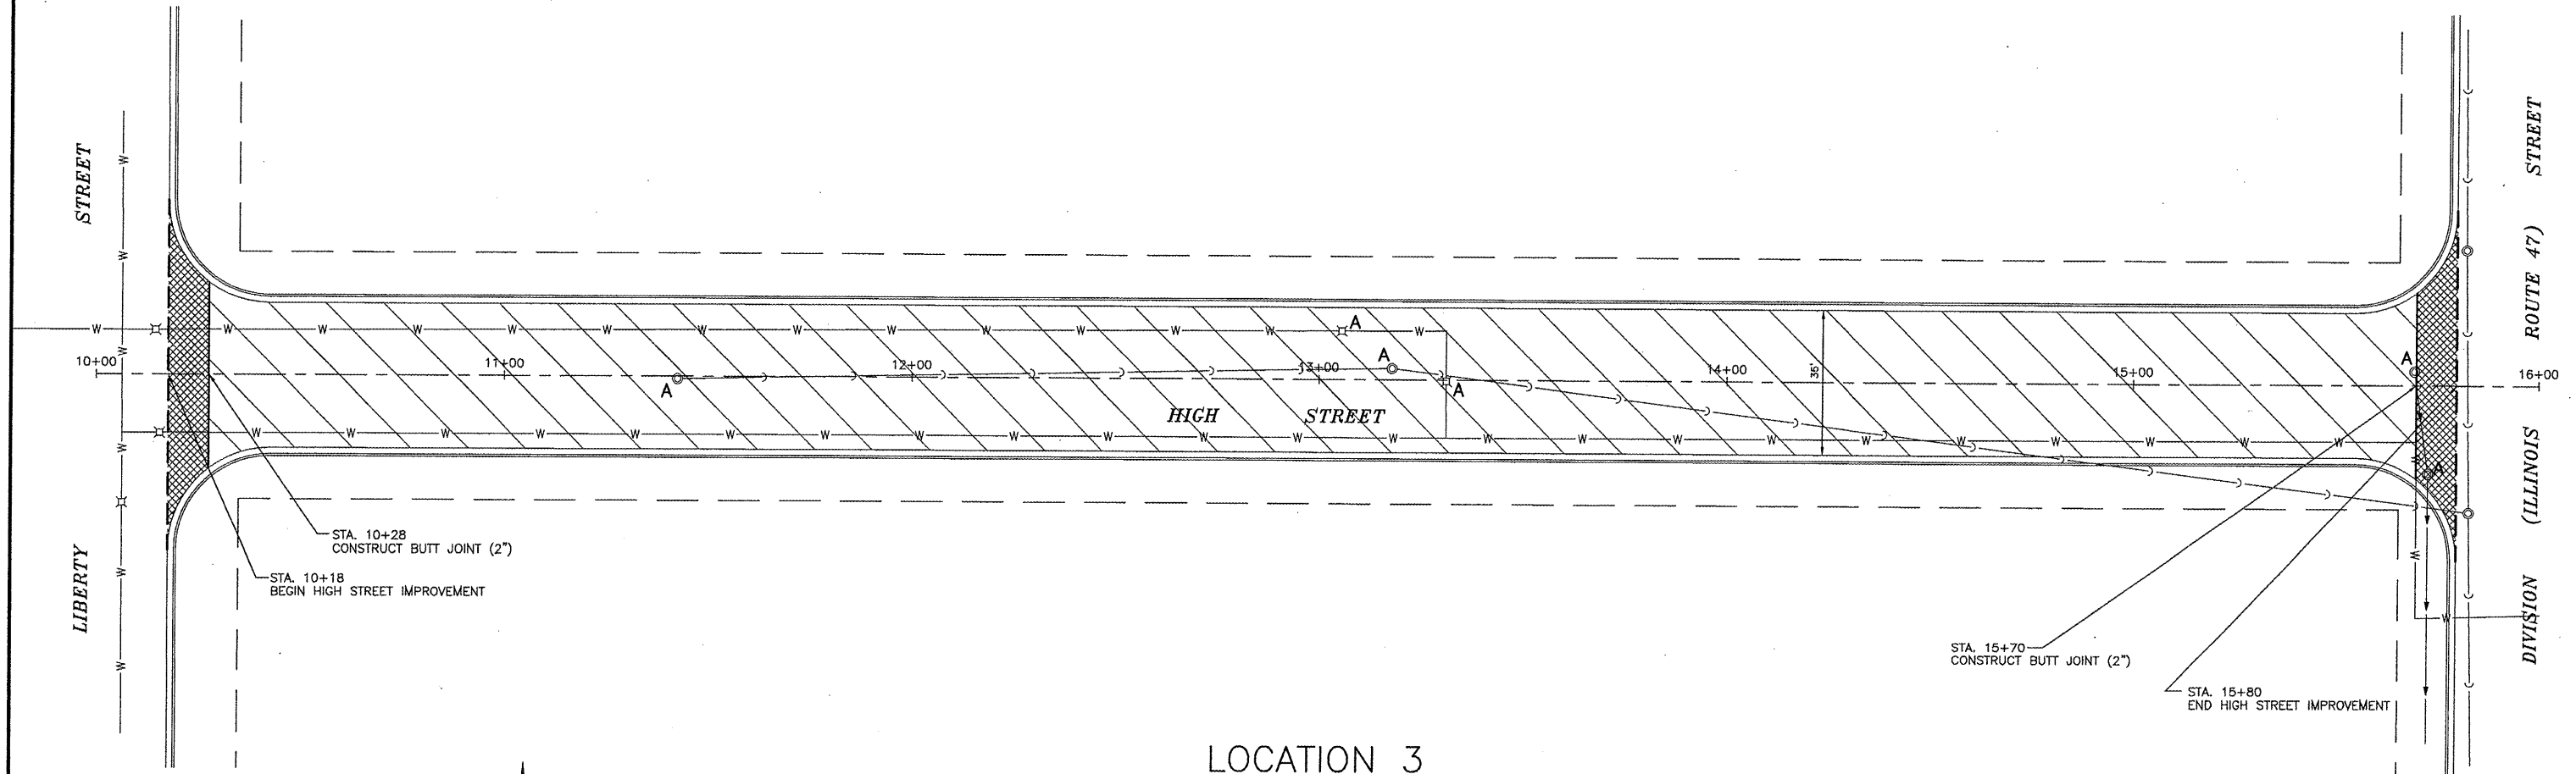 STREET
LIBERTY
10+00
11+00
12+00
13+00
14+00
15+00
16+00
W
A
A
A
A
A
A
35'
HIGH STREET
STA. 10+28
CONSTRUCT BUTT JOINT (2")
STA. 10+18
BEGIN HIGH STREET IMPROVEMENT
STA. 15+70
CONSTRUCT BUTT JOINT (2")
STA. 15+80
END HIGH STREET IMPROVEMENT
DIVISION (ILLINOIS ROUTE 47) STREET
LOCATION 3